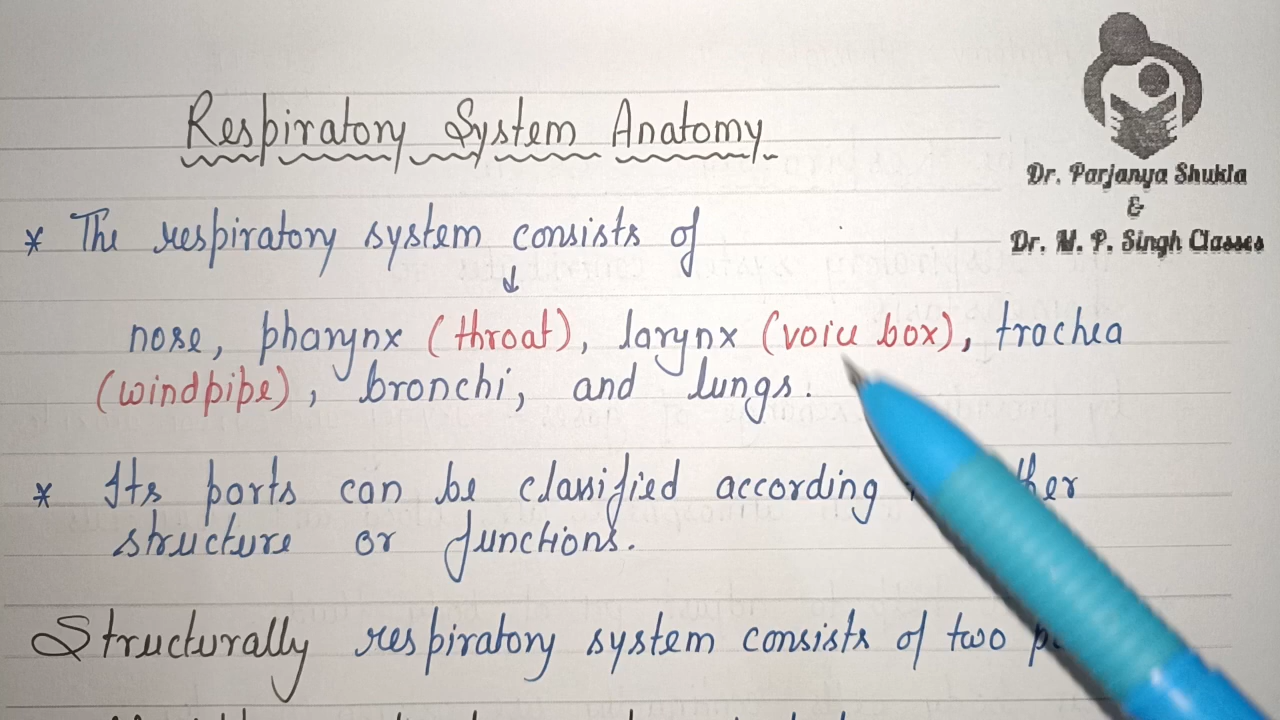 Respiratory System Anatomy
Dr. Parjanya Shukla
&
Dr. M. P. Singh Classes
* The respiratory system consists of
↓
nose, pharynx (throat), larynx (voice box), trachea
(windpipe), bronchi, and lungs.
* Its parts can be classified according
structure or functions.
Structurally respiratory system consists of two